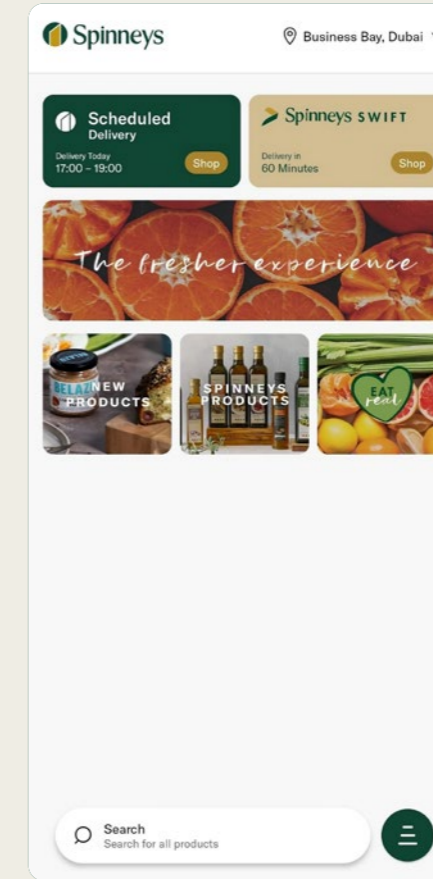 Spinneys
Business Bay, Dubai
Scheduled
Delivery
Delivery Today
17:00 – 19:00
Shop
Spinneys SWIFT
Delivery in
60 Minutes
Shop
The fresher experience
BELAZ
NEW
PRODUCTS
SPINNEYS
PRODUCTS
EAT
real
Search
Search for all products